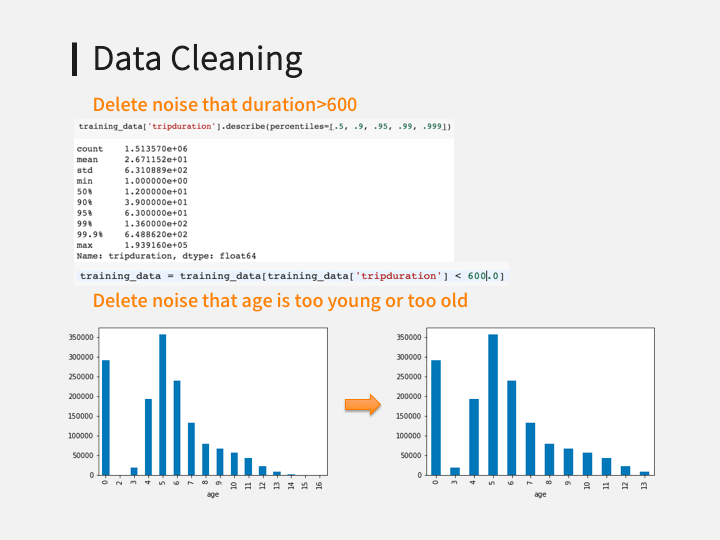 Data Cleaning
Delete noise that duration>600
training_data['tripduration'].describe(percentiles=[.5, .9, .95, .99, .999])
count 1.513570e+06
mean 2.671152e+01
std 6.310889e+02
min 1.000000e+00
50% 1.200000e+01
90% 3.900000e+01
95% 6.300000e+01
99% 1.360000e+02
99.9% 6.488620e+02
max 1.939160e+05
Name: tripduration, dtype: float64
training_data = training_data[training_data['tripduration'] < 600.0]
Delete noise that age is too young or too old
350000
300000
250000
200000
150000
100000
50000
0
0 2 3 4 5 6 7 8 9 10 11 12 13 14 15 16
age
350000
300000
250000
200000
150000
100000
50000
0
0 3 4 5 6 7 8 9 10 11 12 13
age